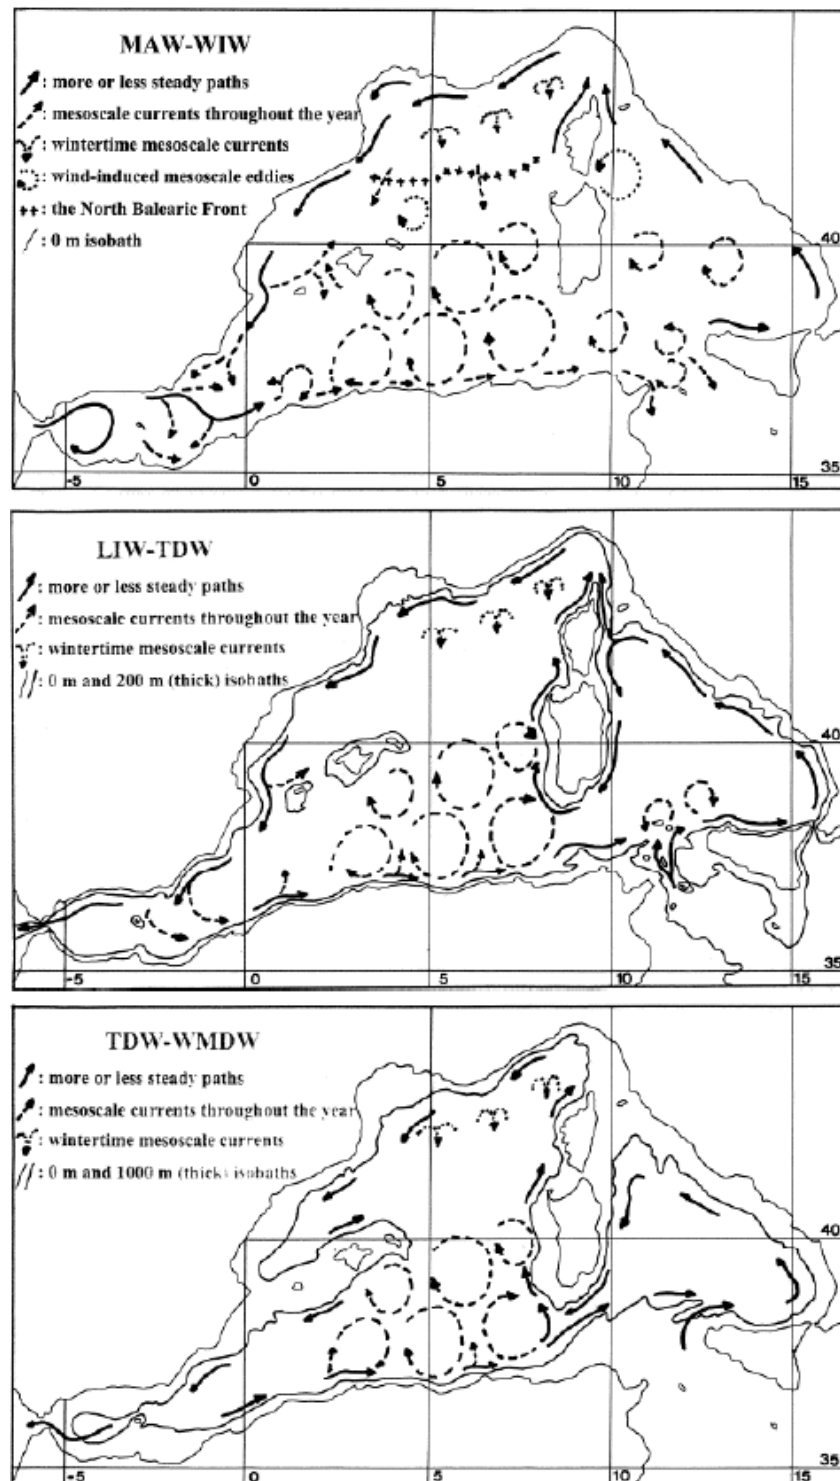 MAW-WIW
: more or less steady paths
: mesoscale currents throughout the year
: wintertime mesoscale currents
: wind-induced mesoscale eddies
: the North Balearic Front
: 0 m isobath
40
-5
0
5
10
15
35
LIW-TDW
: more or less steady paths
: mesoscale currents throughout the year
: wintertime mesoscale currents
: 0 m and 200 m (thick) isobaths
40
35
-5
0
5
10
15
TDW-WMDW
: more or less steady paths
: mesoscale currents throughout the year
: wintertime mesoscale currents
: 0 m and 1000 m (thick) isobaths
40
35
-5
0
5
10
15